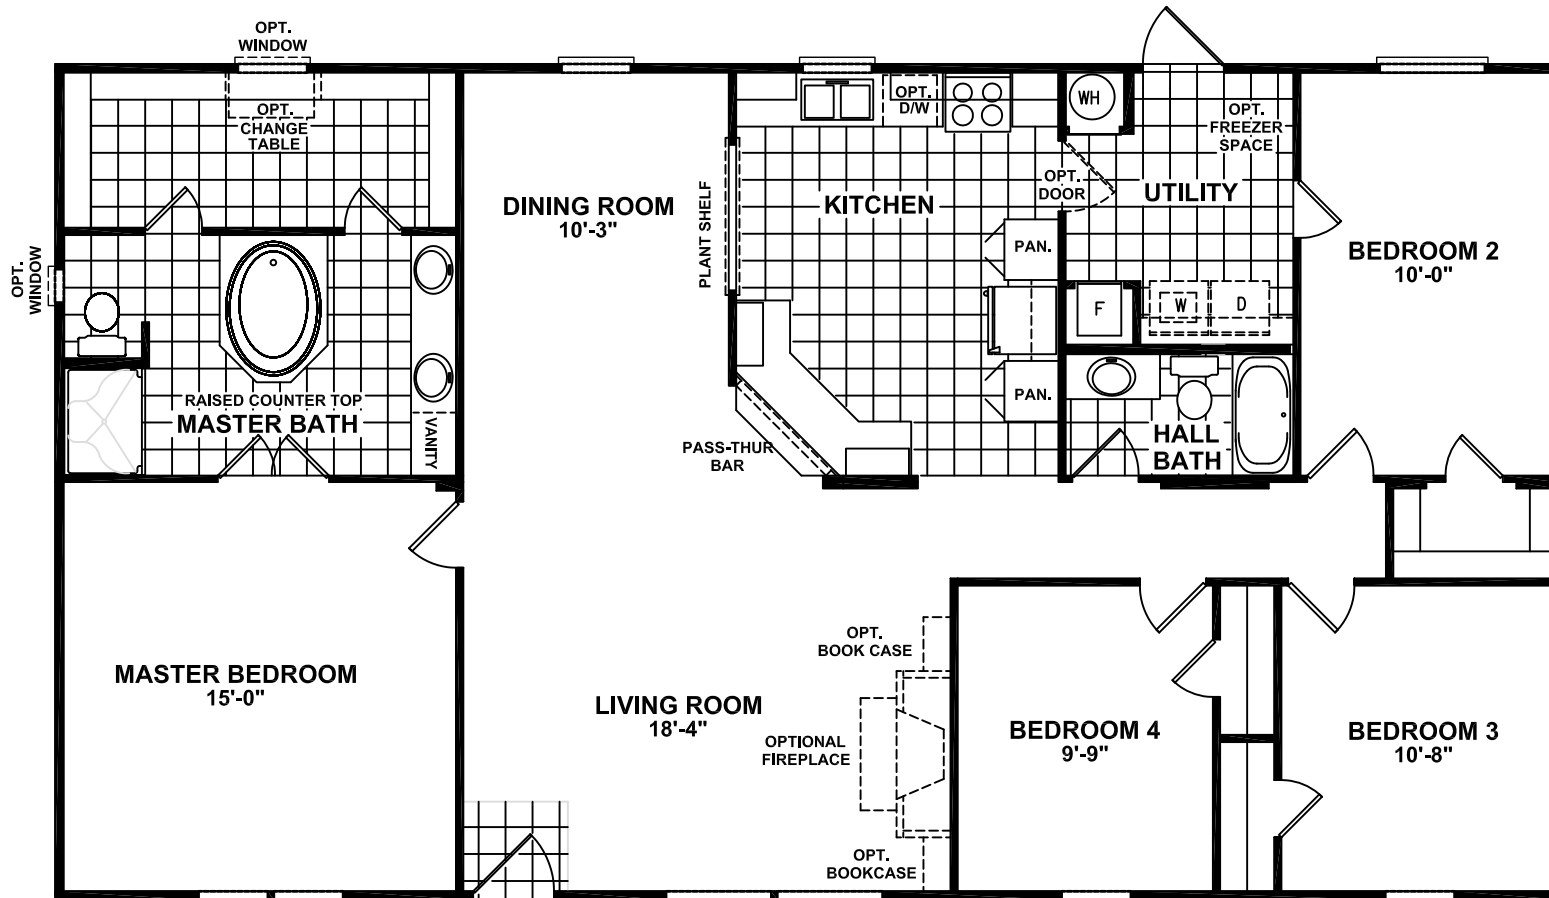 OPT.
WINDOW
OPT.
CHANGE
TABLE
OPT.
WINDOW
RAISED COUNTER TOP
MASTER BATH
VANITY
DINING ROOM
10'-3"
PLANT SHELF
OPT.
D/W
KITCHEN
PAN.
PAN.
PASS-THUR
BAR
WH
OPT.
DOOR
OPT.
FREEZER
SPACE
UTILITY
F
W
D
HALL
BATH
BEDROOM 2
10'-0"
MASTER BEDROOM
15'-0"
LIVING ROOM
18'-4"
OPT.
BOOK CASE
OPTIONAL
FIREPLACE
OPT.
BOOKCASE
BEDROOM 4
9'-9"
BEDROOM 3
10'-8"